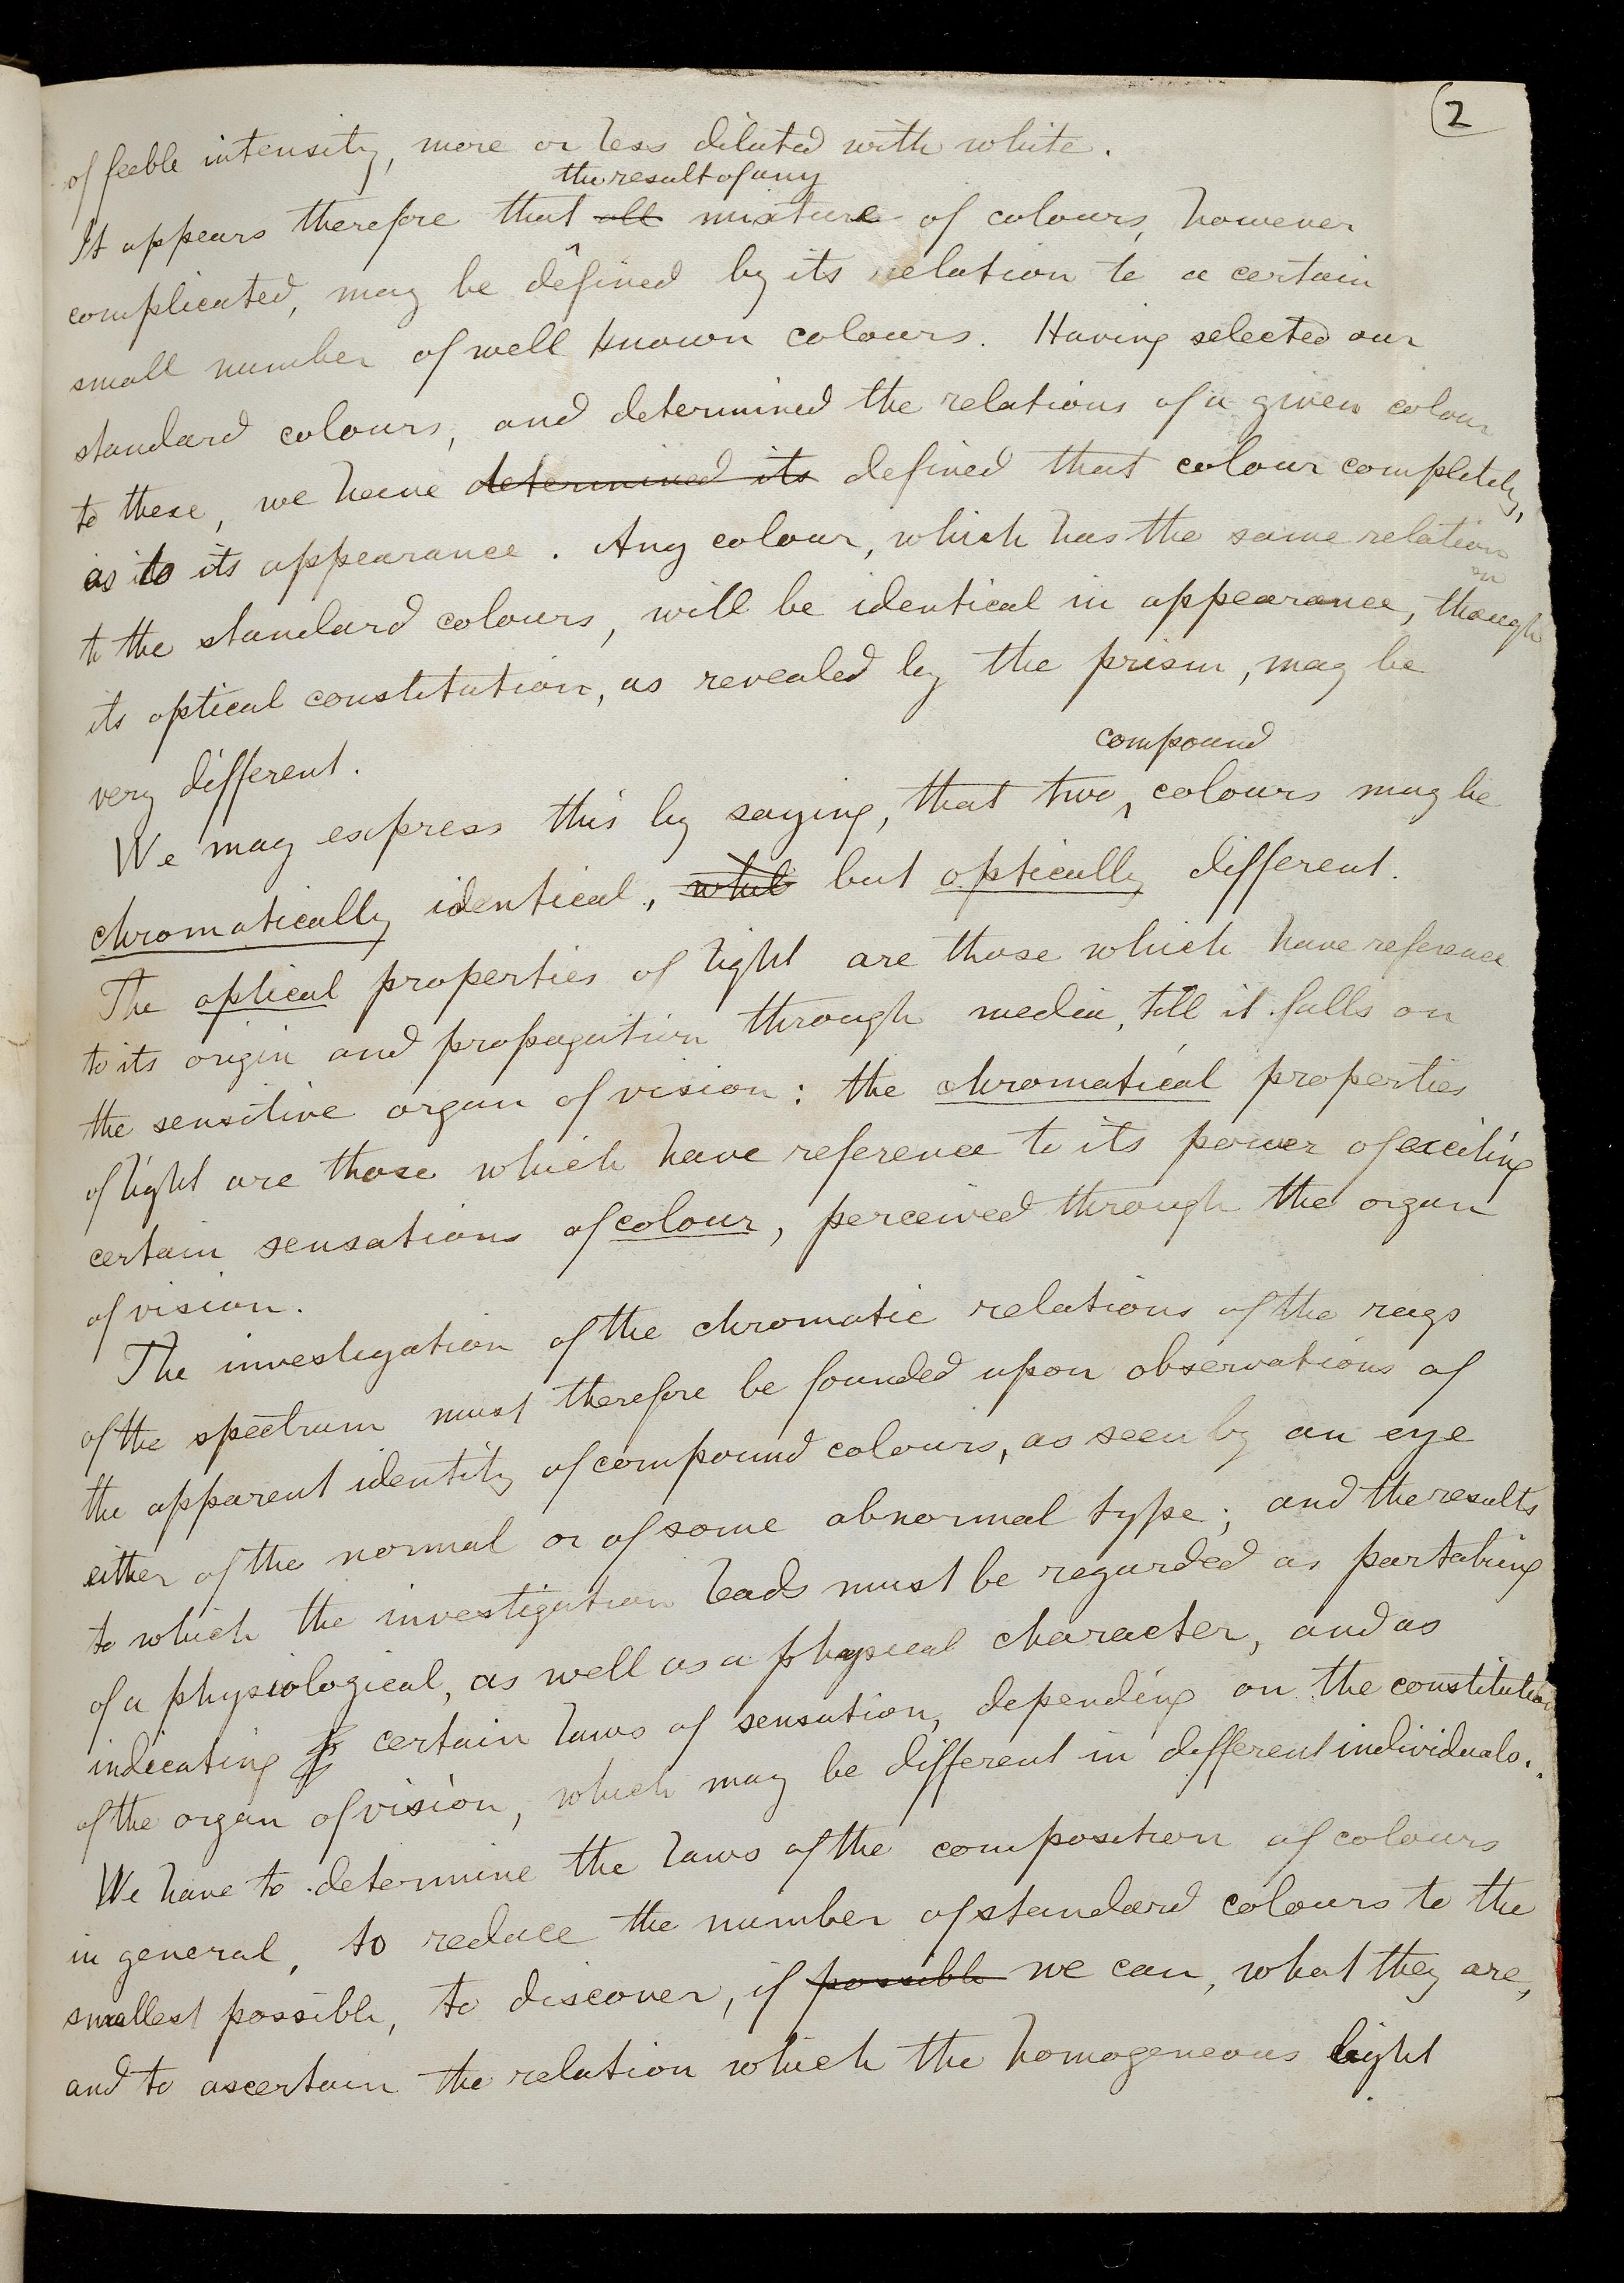 2
of feeble intensity, more or less diluted with white.
the result of any
It appears therefore that all mixture of colours, however
complicated, may be defined by its relation to a certain
small number of well known colours. Having selected our
standard colours, and determined the relations of a given colour
to these, we have determined its defined that colour completely,
as to its appearance. Any colour, which has the same relation
to the standard colours, will be identical in appearance, though
its optical constitution, as revealed by the prism, may be
very different.
compound
We may express this by saying, that two colours may be
chromatically identical, while but optically different.
The optical properties of light are those which have reference
to its origin and propagation through media, till it falls on
the sensitive organ of vision: the chromatical properties
of light are those which have reference to its power of exciting
certain sensations of colour, perceived through the organ
of vision.
The investigation of the chromatic relations of the rays
of the spectrum must therefore be founded upon observations of
the apparent identity of compound colours, as seen by an eye
either of the normal or of some abnormal type; and the results
to which the investigation leads must be regarded as partaking
of a physiological, as well as a physical character, and as
indicating certain laws of sensation, depending on the constitution
of the organ of vision, which may be different in different individuals.
We have to determine the laws of the composition of colours
in general, to reduce the number of standard colours to the
smallest possible, to discover, if possible we can, what they are,
and to ascertain the relation which the homogeneous light